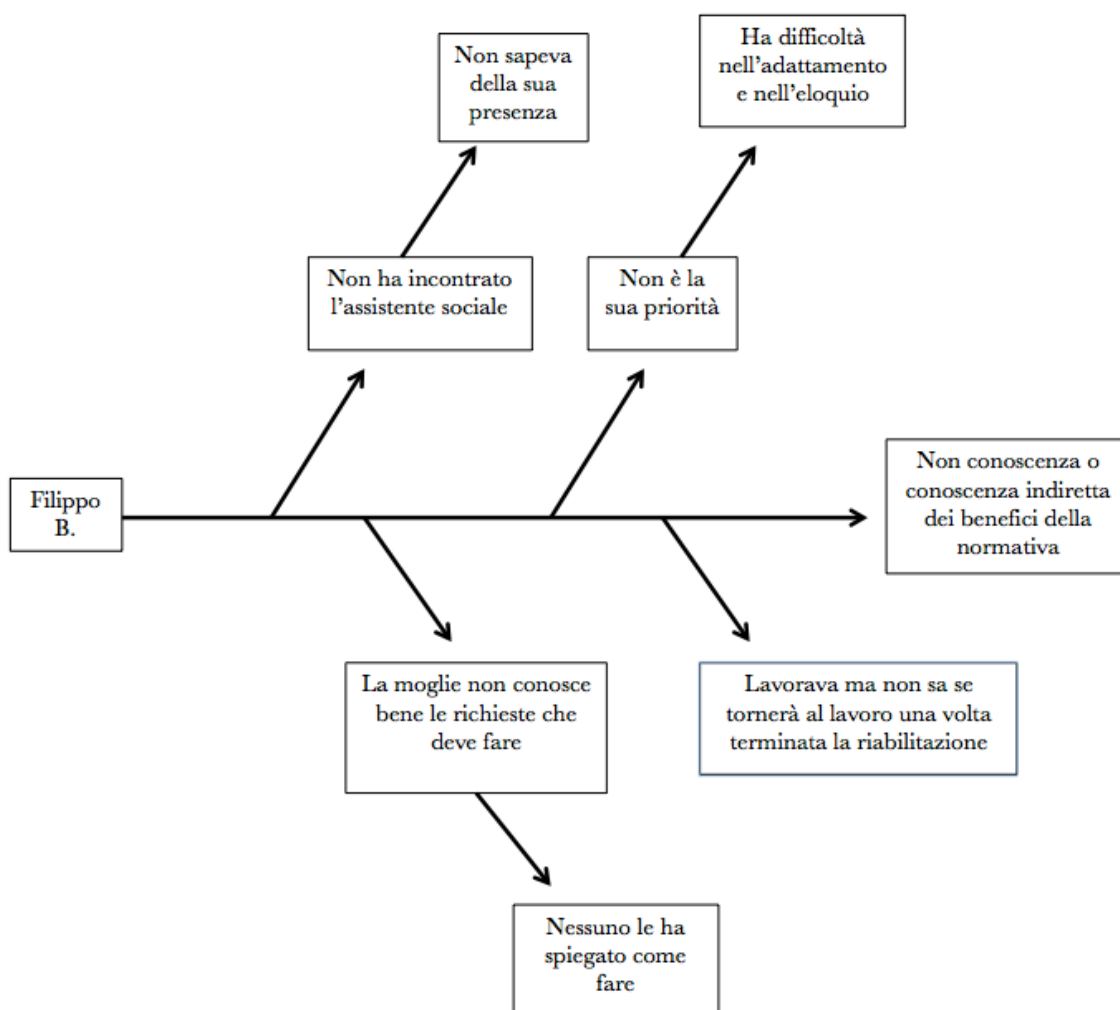 Non sapeva
della sua
presenza
Ha difficoltà
nell'adattamento
e nell'eloquio
Non ha incontrato
l'assistente sociale
Non è la
sua priorità
Filippo
B.
Non conoscenza o
conoscenza indiretta
dei benefici della
normativa
La moglie non conosce
bene le richieste che
deve fare
Lavorava ma non sa se
tornerà al lavoro una volta
terminata la riabilitazione
Nessuno le ha
spiegato come
fare